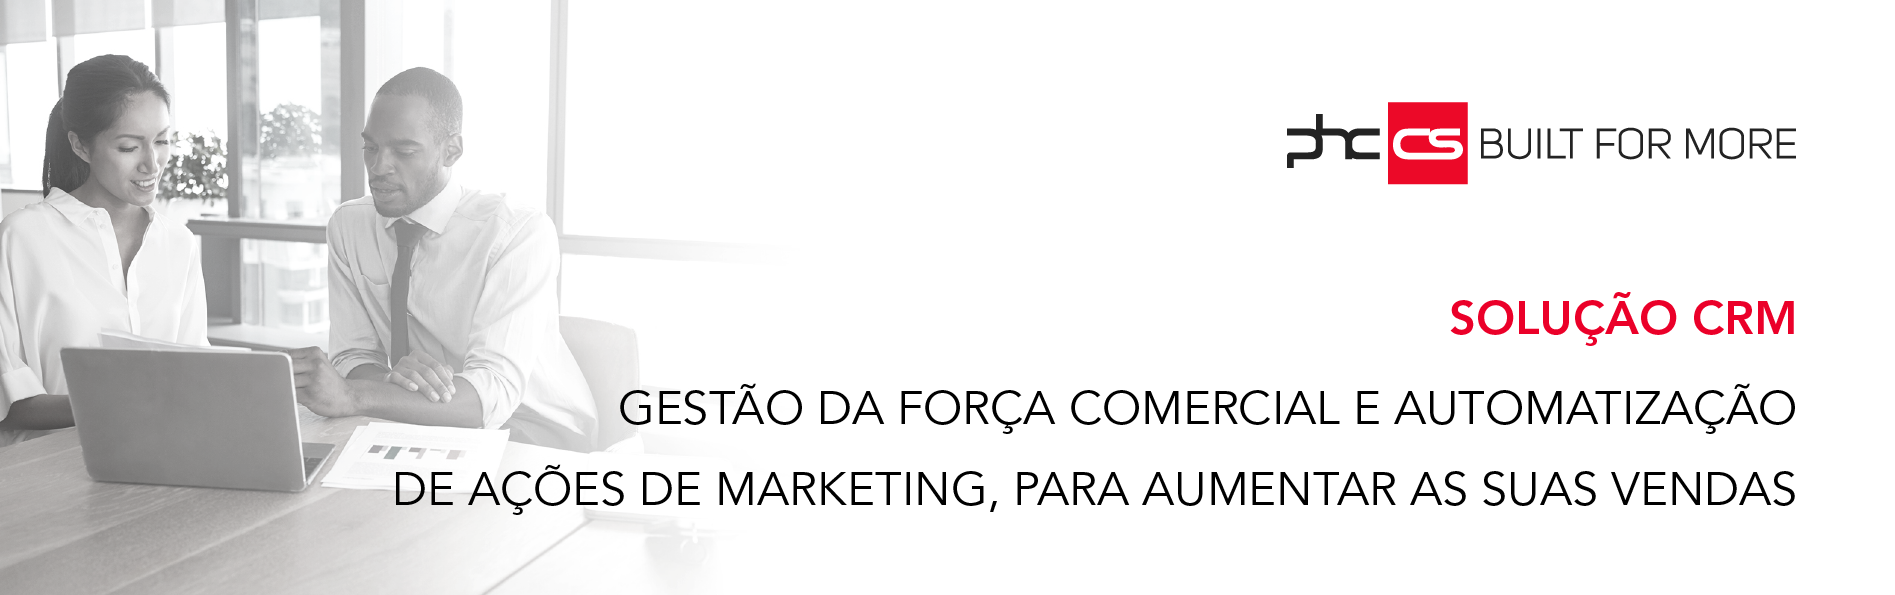 phc CS BUILT FOR MORE
SOLUÇÃO CRM
GESTÃO DA FORÇA COMERCIAL E AUTOMATIZAÇÃO
DE AÇÕES DE MARKETING, PARA AUMENTAR AS SUAS VENDAS